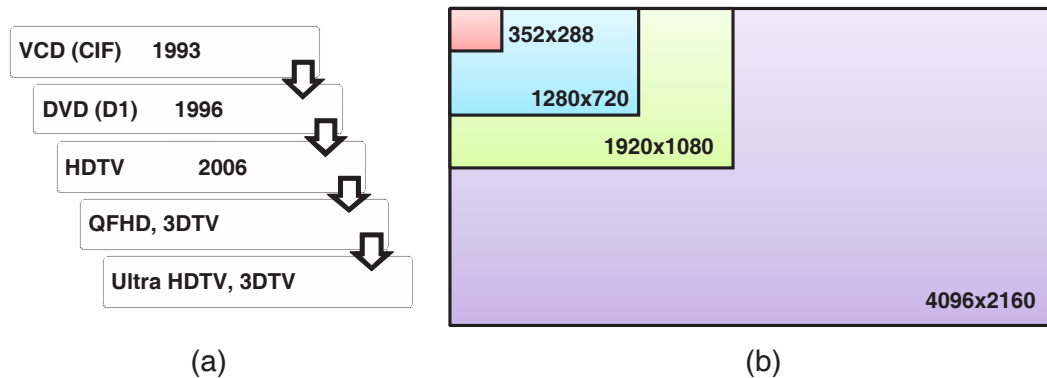 VCD (CIF) 1993
DVD (D1) 1996
HDTV 2006
QFHD, 3DTV
Ultra HDTV, 3DTV
(a)
352x288
1280x720
1920x1080
4096x2160
(b)